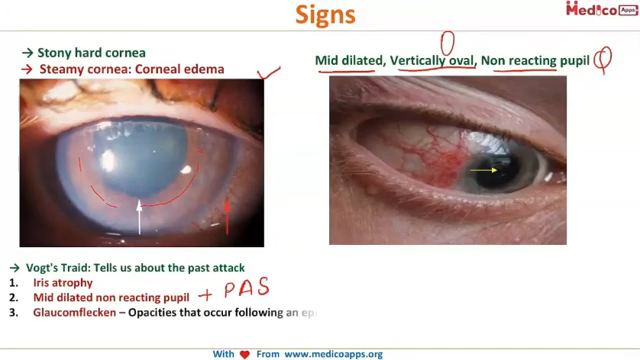 Signs
Medico Apps
→ Stony hard cornea
→ Steamy cornea: Corneal edema
Mid dilated, Vertically oval, Non reacting pupil
→ Vogt's Traid: Tells us about the past attack
1. Iris atrophy
2. Mid dilated non reacting pupil + PAS
3. Glaucomflecken – Opacities that occur following an
With From www.medicoapps.org